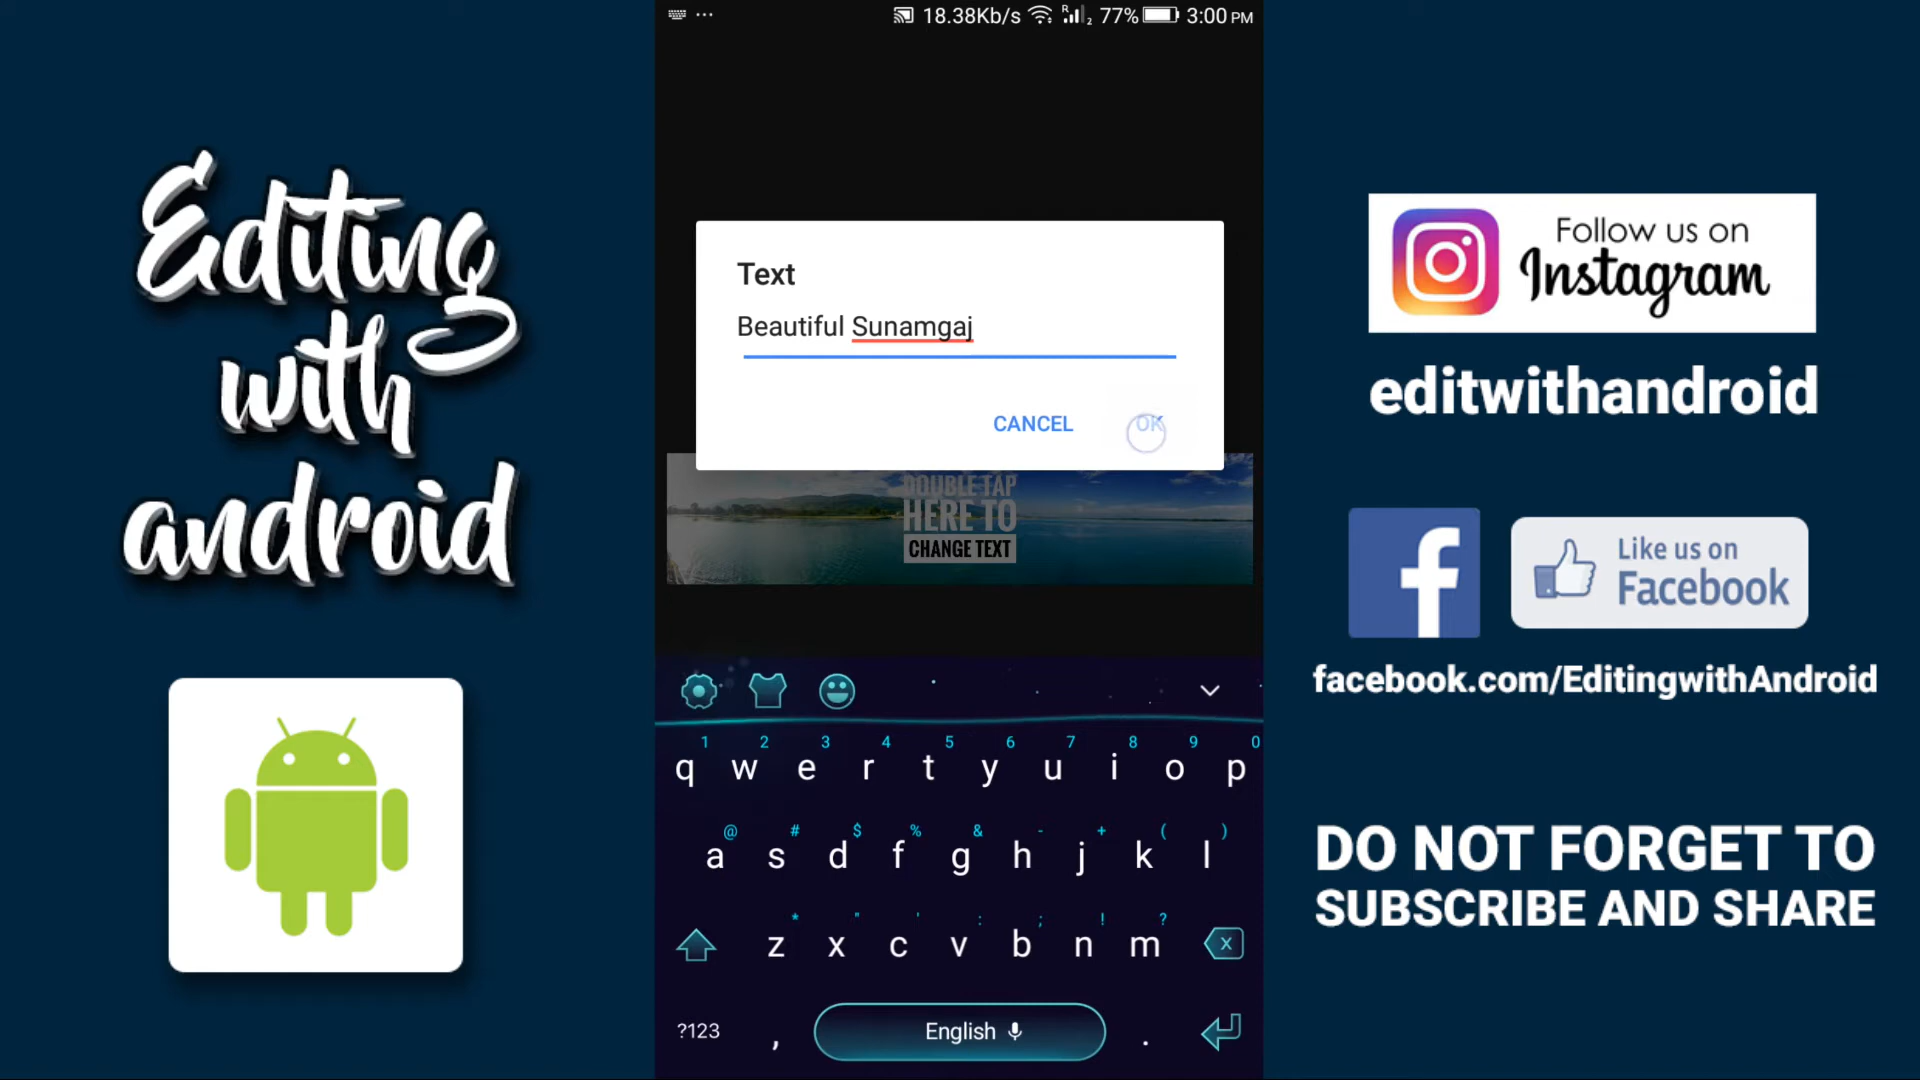 18.38Kb/s R 2 77% 3:00 PM
Editing
with
android
Text
Beautiful Sunamgaj
CANCEL OK
DOUBLE TAP
HERE TO
CHANGE TEXT
Follow us on
Instagram
editwithandroid
f
Like us on
Facebook
facebook.com/EditingwithAndroid
DO NOT FORGET TO
SUBSCRIBE AND SHARE
1 2 3 4 5 6 7 8 9 0
q w e r t y u i o p
@ # $ % & - + ( )
a s d f g h j k l
* " ' : ; ! ?
z x c v b n m x
?123 , English .